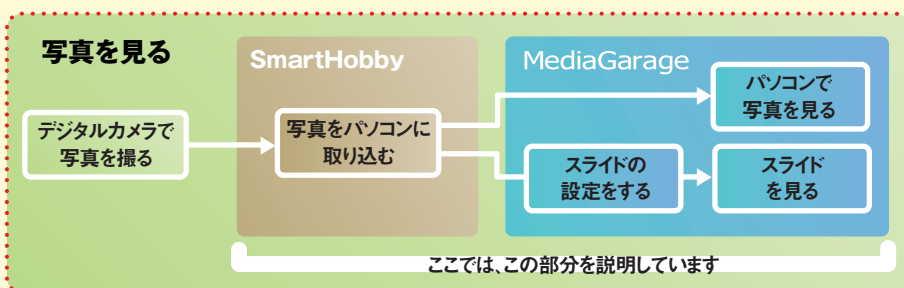 写真を見る
SmartHobby
MediaGarage
デジタルカメラで
写真を撮る
写真をパソコンに
取り込む
パソコンで
写真を見る
スライドの
設定をする
スライド
を見る
ここでは、この部分を説明しています